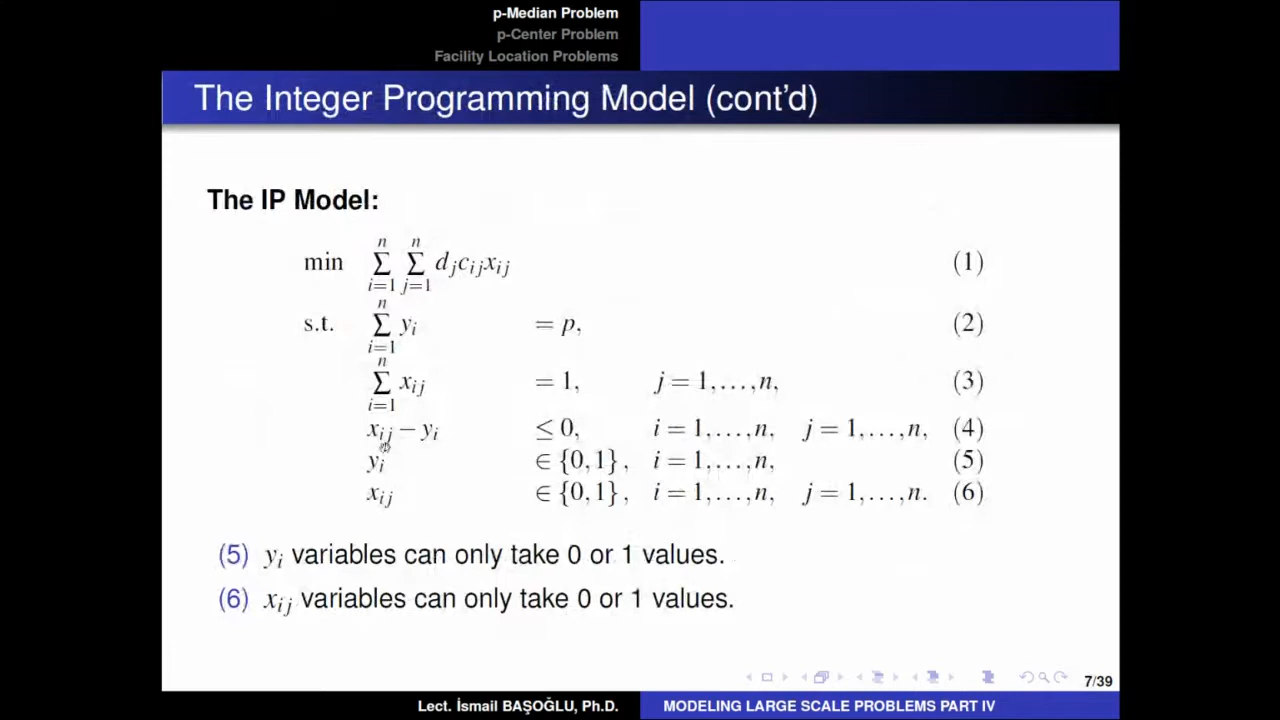 p-Median Problem
p-Center Problem
Facility Location Problems
The Integer Programming Model (cont'd)
The IP Model:
min ∑_{i=1}^{n} ∑_{j=1}^{n} d_j c_{ij} x_{ij} (1)
s.t. ∑_{i=1}^{n} y_i = p, (2)
∑_{i=1}^{n} x_{ij} = 1, j = 1,...,n, (3)
x_{ij} − y_i ≤ 0, i = 1,...,n, j = 1,...,n, (4)
y_i ∈ {0,1}, i = 1,...,n, (5)
x_{ij} ∈ {0,1}, i = 1,...,n, j = 1,...,n. (6)
(5) y_i variables can only take 0 or 1 values.
(6) x_{ij} variables can only take 0 or 1 values.
7/39
Lect. İsmail BAŞOĞLU, Ph.D. MODELING LARGE SCALE PROBLEMS PART IV